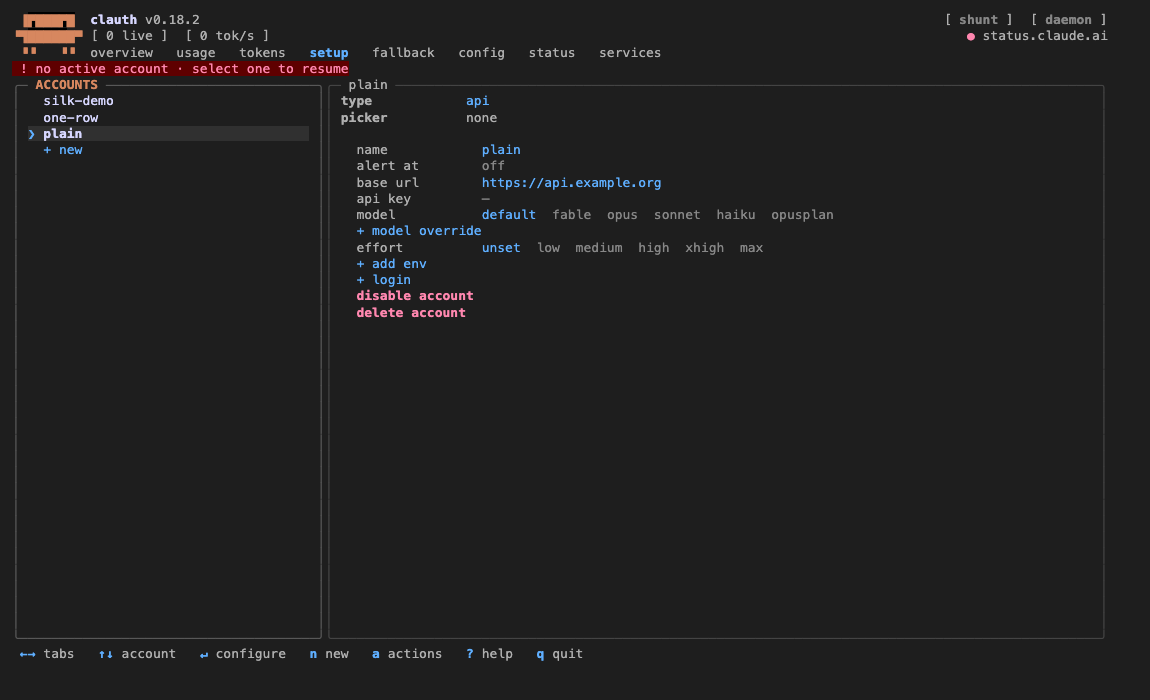 clauth v0.18.2 [ shunt ] [ daemon ]
[ 0 live ] [ 0 tok/s ] ● status.claude.ai
overview usage tokens setup fallback config status services
! no active account · select one to resume
ACCOUNTS
silk-demo
one-row
❯ plain
+ new
plain
type api
picker none
name plain
alert at off
base url https://api.example.org
api key —
model default fable opus sonnet haiku opusplan
+ model override
effort unset low medium high xhigh max
+ add env
+ login
disable account
delete account
←→ tabs ↑↓ account ↵ configure n new a actions ? help q quit